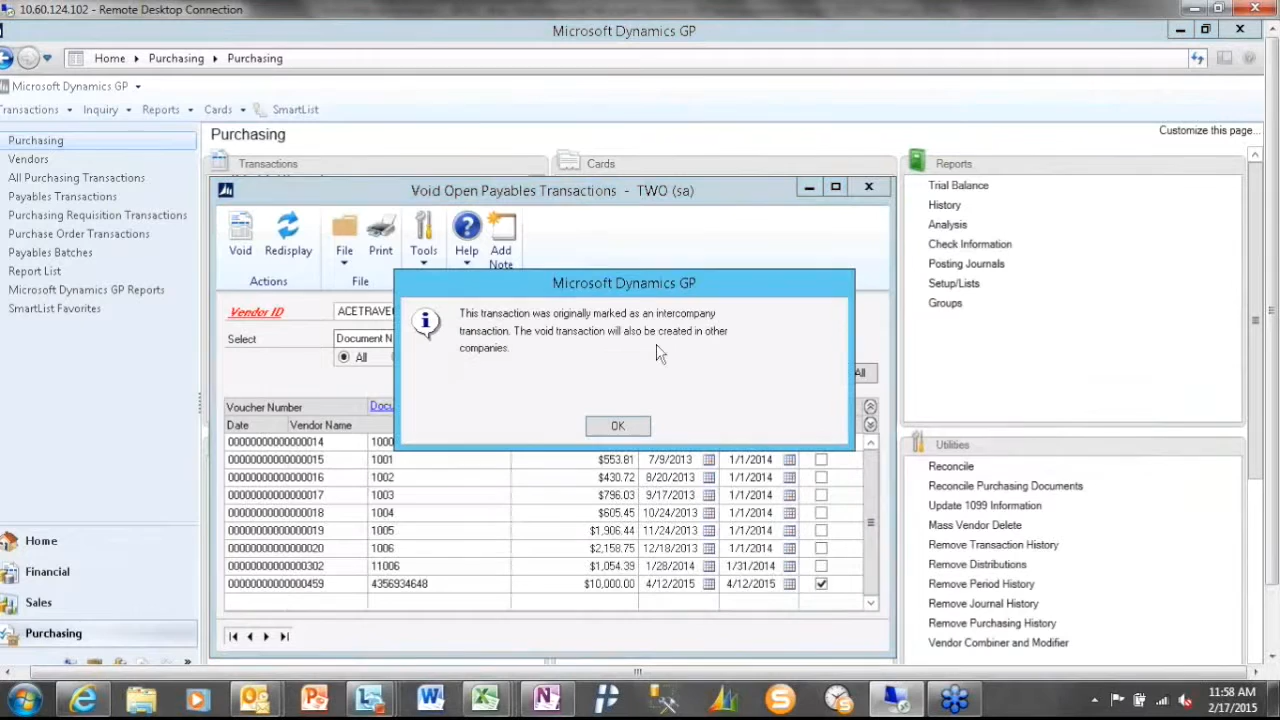 10.60.124.102 - Remote Desktop Connection
Microsoft Dynamics GP
Home Purchasing Purchasing
Microsoft Dynamics GP
Transactions Inquiry Reports Cards SmartList
Purchasing
Vendors
All Purchasing Transactions
Payables Transactions
Purchasing Requisition Transactions
Purchase Order Transactions
Payables Batches
Report List
Microsoft Dynamics GP Reports
SmartList Favorites
Home
Financial
Sales
Purchasing
»
Purchasing
Customize this page...
Transactions
Cards
Void Open Payables Transactions - TWO (sa)
Void Redisplay File Print Tools Help Add
Note
Actions File
Vendor ID ACETRAVE
Select Document N
All
All
Microsoft Dynamics GP
This transaction was originally marked as an intercompany
transaction. The void transaction will also be created in other
companies.
OK
Voucher Number Docu
Date Vendor Name
00000000000000014 1000
00000000000000015 1001 $553.81 7/9/2013 1/1/2014
00000000000000016 1002 $430.72 8/20/2013 1/1/2014
00000000000000017 1003 $796.03 9/17/2013 1/1/2014
00000000000000018 1004 $605.45 10/24/2013 1/1/2014
00000000000000019 1005 $1,906.44 11/24/2013 1/1/2014
00000000000000020 1006 $2,158.75 12/18/2013 1/1/2014
00000000000000302 11006 $1,054.39 1/28/2014 1/31/2014
00000000000000459 4356934648 $10,000.00 4/12/2015 4/12/2015
Reports
Trial Balance
History
Analysis
Check Information
Posting Journals
Setup/Lists
Groups
Utilities
Reconcile
Reconcile Purchasing Documents
Update 1099 Information
Mass Vendor Delete
Remove Transaction History
Remove Distributions
Remove Period History
Remove Journal History
Remove Purchasing History
Vendor Combiner and Modifier
11:58 AM
2/17/2015